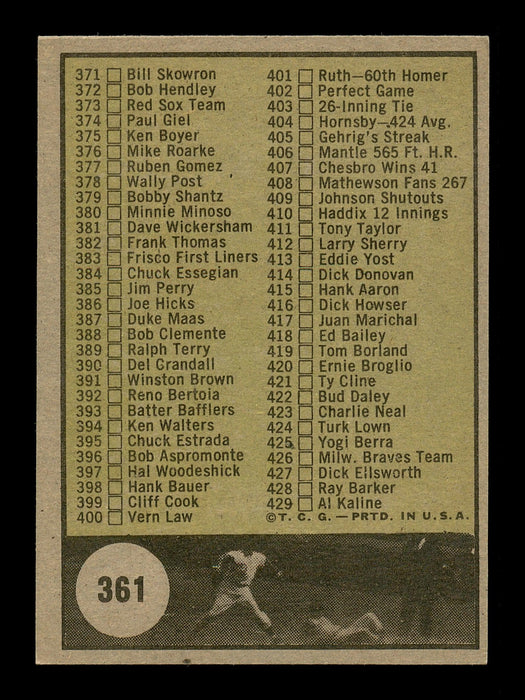 371 Bill Skowron
372 Bob Hendley
373 Red Sox Team
374 Paul Giel
375 Ken Boyer
376 Mike Roarke
377 Ruben Gomez
378 Wally Post
379 Bobby Shantz
380 Minnie Minoso
381 Dave Wickersham
382 Frank Thomas
383 Frisco First Liners
384 Chuck Essegian
385 Jim Perry
386 Joe Hicks
387 Duke Maas
388 Bob Clemente
389 Ralph Terry
390 Del Crandall
391 Winston Brown
392 Reno Bertoia
393 Batter Bafflers
394 Ken Walters
395 Chuck Estrada
396 Bob Aspromonte
397 Hal Woodeshick
398 Hank Bauer
399 Cliff Cook
400 Vern Law
401 Ruth—60th Homer
402 Perfect Game
403 26-Inning Tie
404 Hornsby—.424 Avg.
405 Gehrig's Streak
406 Mantle 565 Ft. H.R.
407 Chesbro Wins 41
408 Mathewson Fans 267
409 Johnson Shutouts
410 Haddix 12 Innings
411 Tony Taylor
412 Larry Sherry
413 Eddie Yost
414 Dick Donovan
415 Hank Aaron
416 Dick Howser
417 Juan Marichal
418 Ed Bailey
419 Tom Borland
420 Ernie Broglio
421 Ty Cline
422 Bud Daley
423 Charlie Neal
424 Turk Lown
425 Yogi Berra
426 Milw. Braves Team
427 Dick Ellsworth
428 Ray Barker
429 Al Kaline
©T. C. G. — PRTD. IN U.S.A.
361